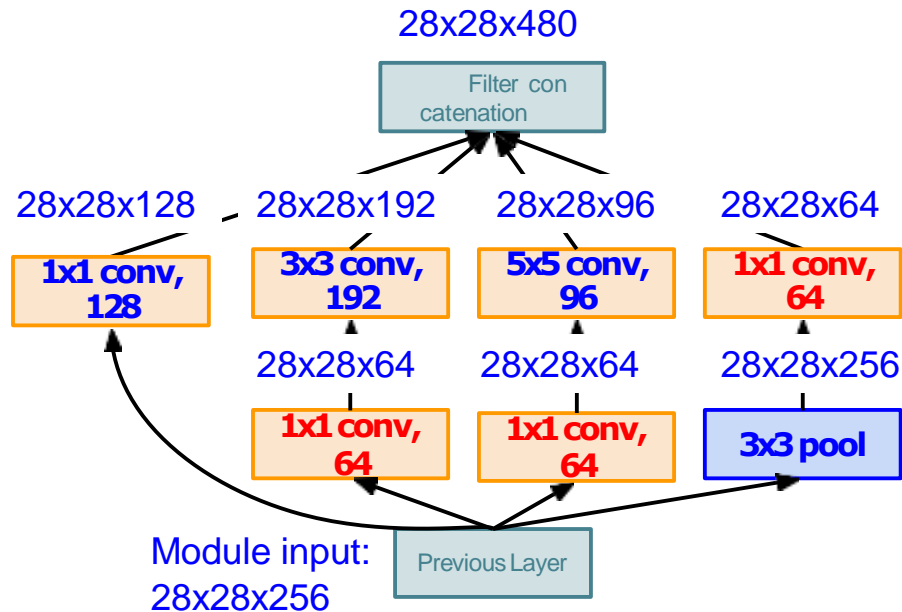 28x28x480
Filter con
catenation
28x28x128
28x28x192
28x28x96
28x28x64
1x1 conv,
128
3x3 conv,
192
5x5 conv,
96
1x1 conv,
64
28x28x64
28x28x64
28x28x256
1x1 conv,
64
1x1 conv,
64
3x3 pool
Module input:
28x28x256
Previous Layer